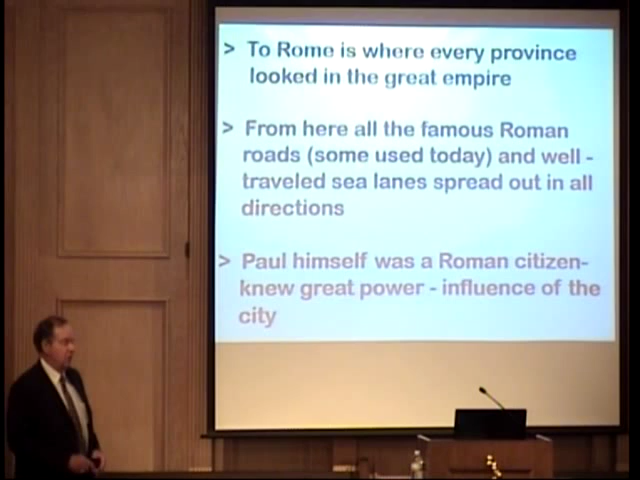 > To Rome is where every province
looked in the great empire
> From here all the famous Roman
roads (some used today) and well -
traveled sea lanes spread out in all
directions
> Paul himself was a Roman citizen-
knew great power - influence of the
city